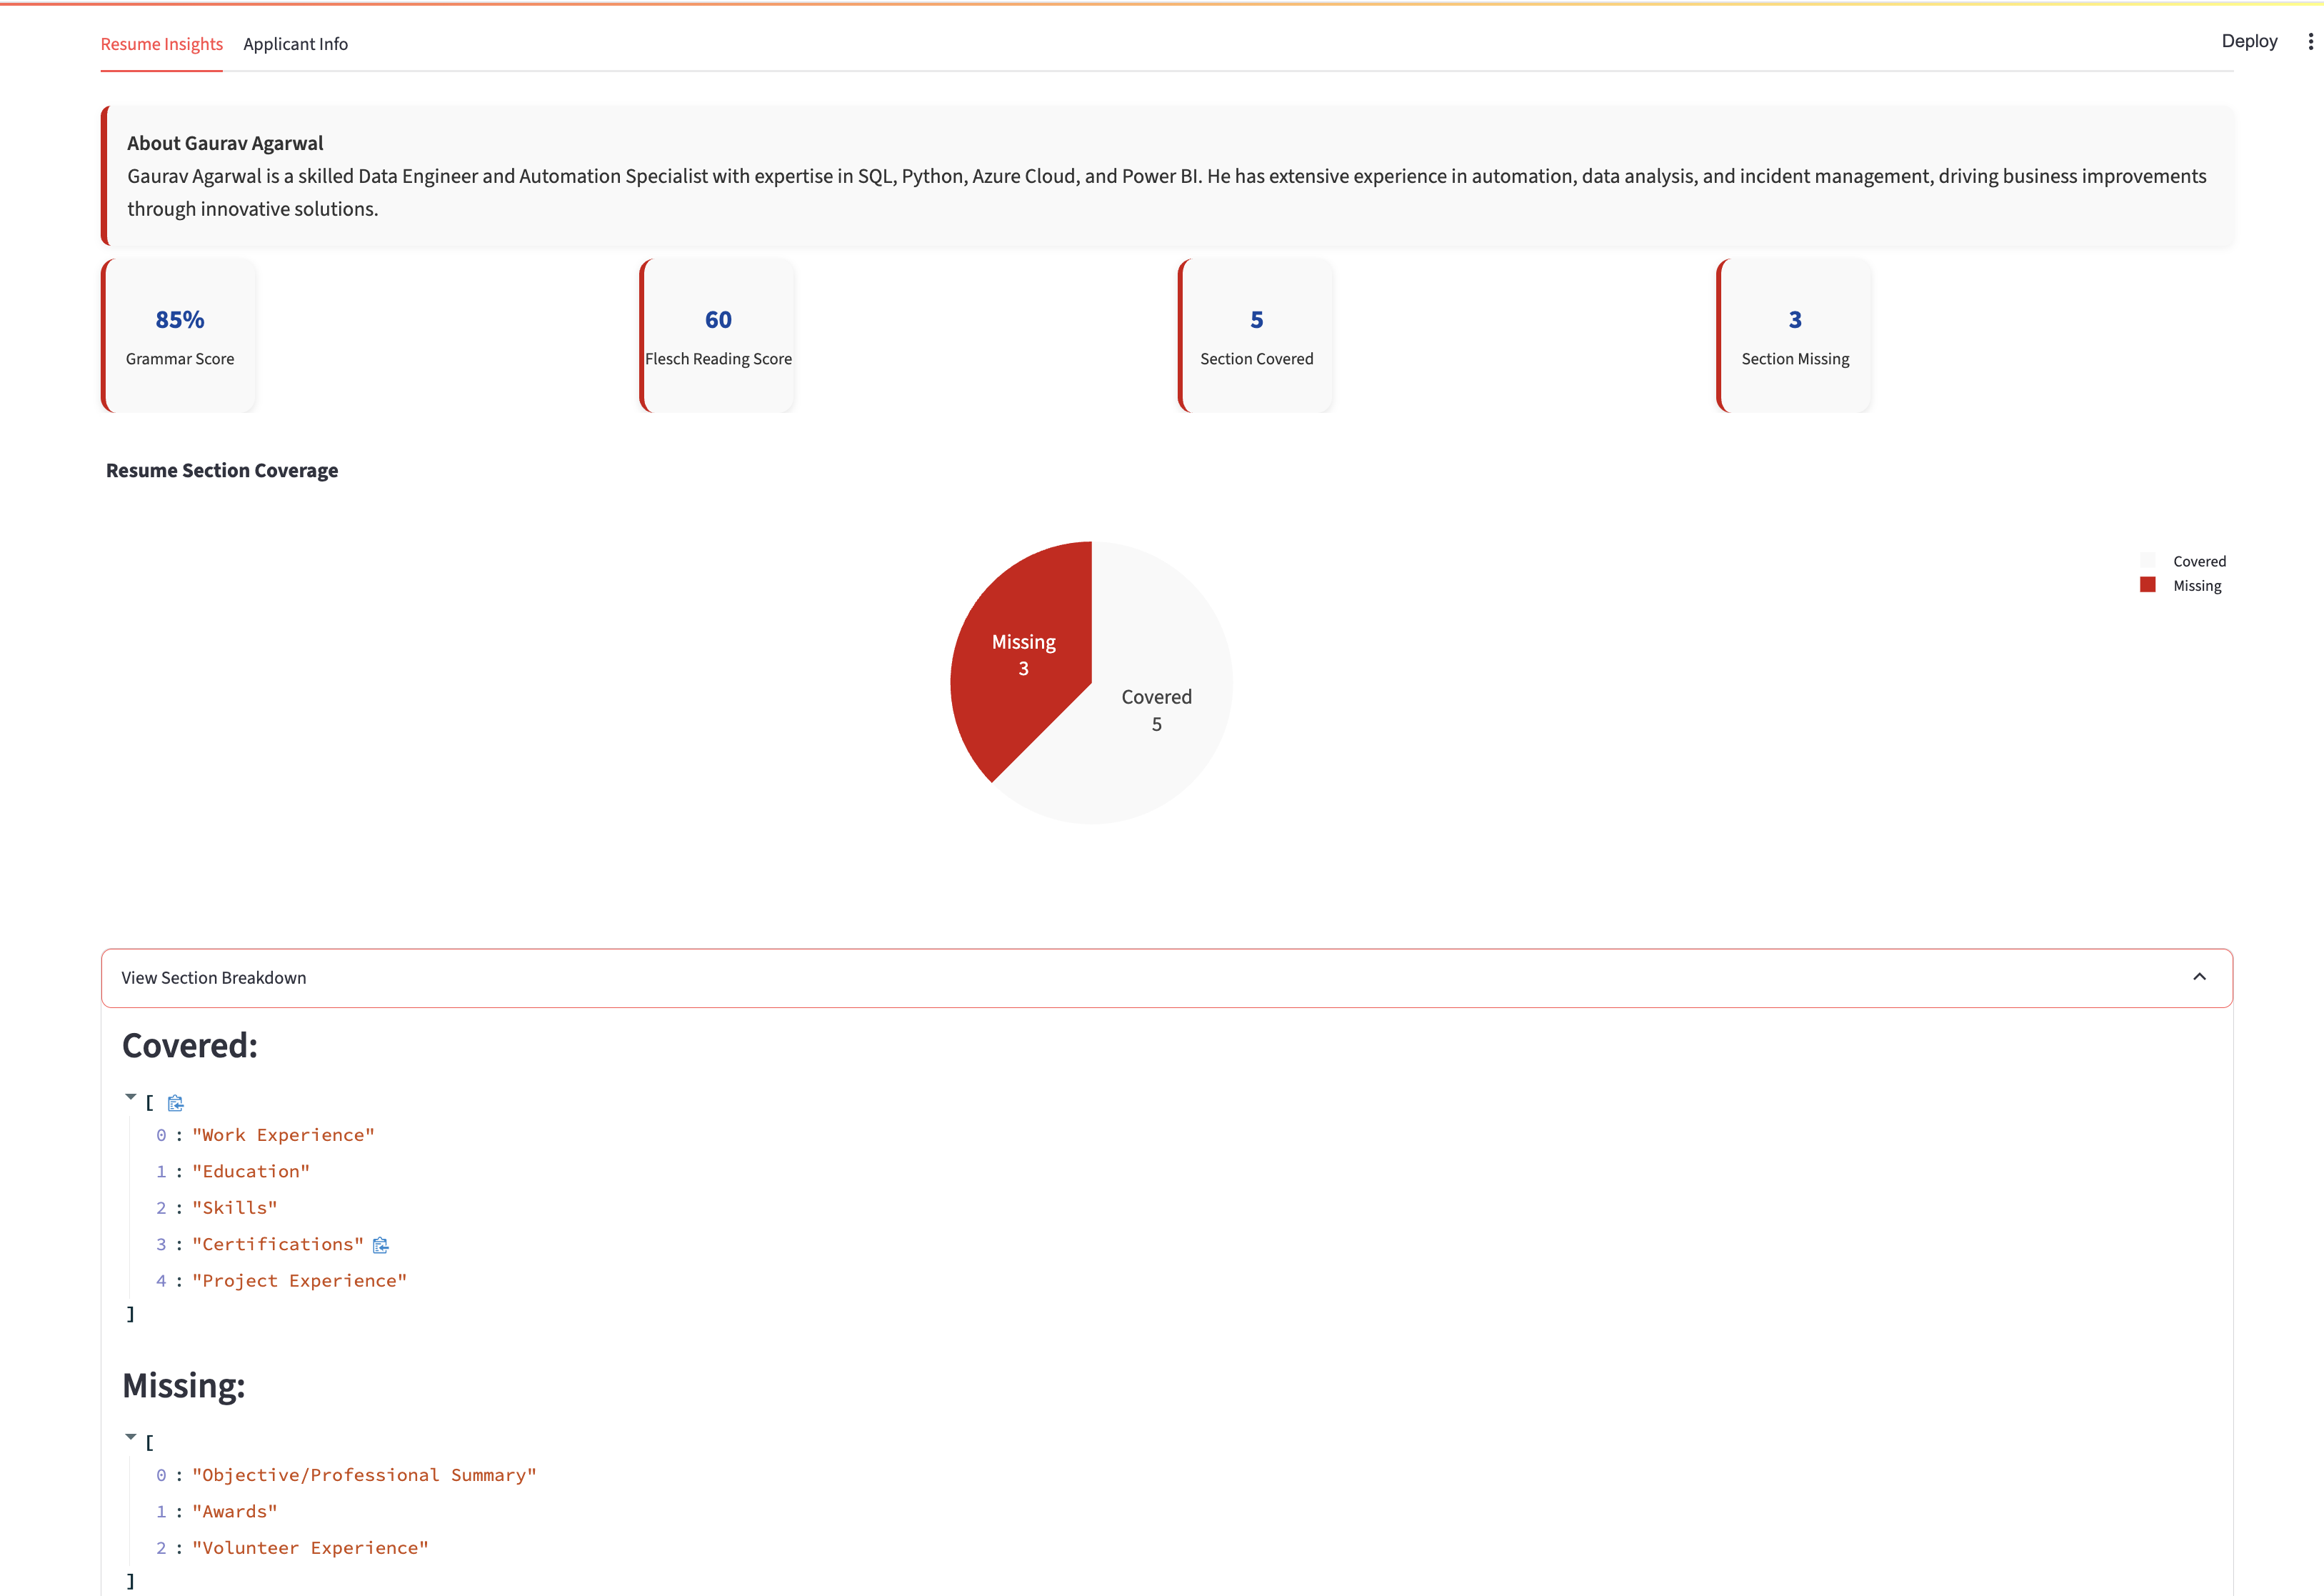 Resume Insights Applicant Info Deploy
About Gaurav Agarwal
Gaurav Agarwal is a skilled Data Engineer and Automation Specialist with expertise in SQL, Python, Azure Cloud, and Power BI. He has extensive experience in automation, data analysis, and incident management, driving business improvements
through innovative solutions.
85%
Grammar Score
60
Flesch Reading Score
5
Section Covered
3
Section Missing
Resume Section Coverage
Covered
Missing
Missing
3
Covered
5
View Section Breakdown
Covered:
[
0 : "Work Experience"
1 : "Education"
2 : "Skills"
3 : "Certifications"
4 : "Project Experience"
]
Missing:
[
0 : "Objective/Professional Summary"
1 : "Awards"
2 : "Volunteer Experience"
]